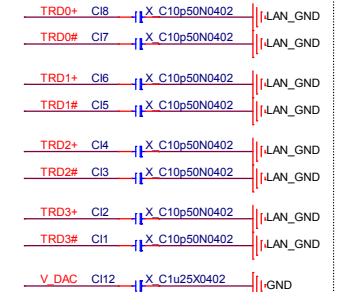 TRD0+ CI8 X_C10p50N0402 LAN_GND
TRD0# CI7 X_C10p50N0402 LAN_GND
TRD1+ CI6 X_C10p50N0402 LAN_GND
TRD1# CI5 X_C10p50N0402 LAN_GND
TRD2+ CI4 X_C10p50N0402 LAN_GND
TRD2# CI3 X_C10p50N0402 LAN_GND
TRD3+ CI2 X_C10p50N0402 LAN_GND
TRD3# CI1 X_C10p50N0402 LAN_GND
V_DAC CI12 X_C1u25X0402 GND